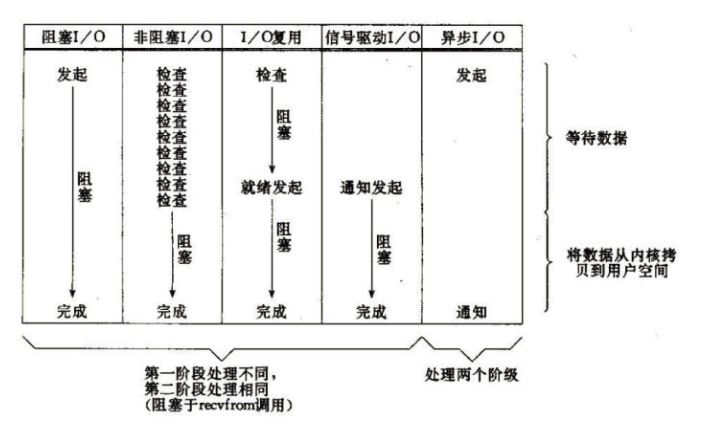 阻塞I/O 非阻塞I/O I/O复用 信号驱动I/O 异步I/O
发起 检查 检查 发起
检查
检查
检查
检查
检查
检查
检查
检查
阻塞
阻塞
就绪发起 通知发起
阻塞
阻塞
阻塞
完成 完成 完成 完成 通知
等待数据
将数据从内核拷
贝到用户空间
第一阶段处理不同，
第二阶段处理相同
（阻塞于recvfrom调用）
处理两个阶级